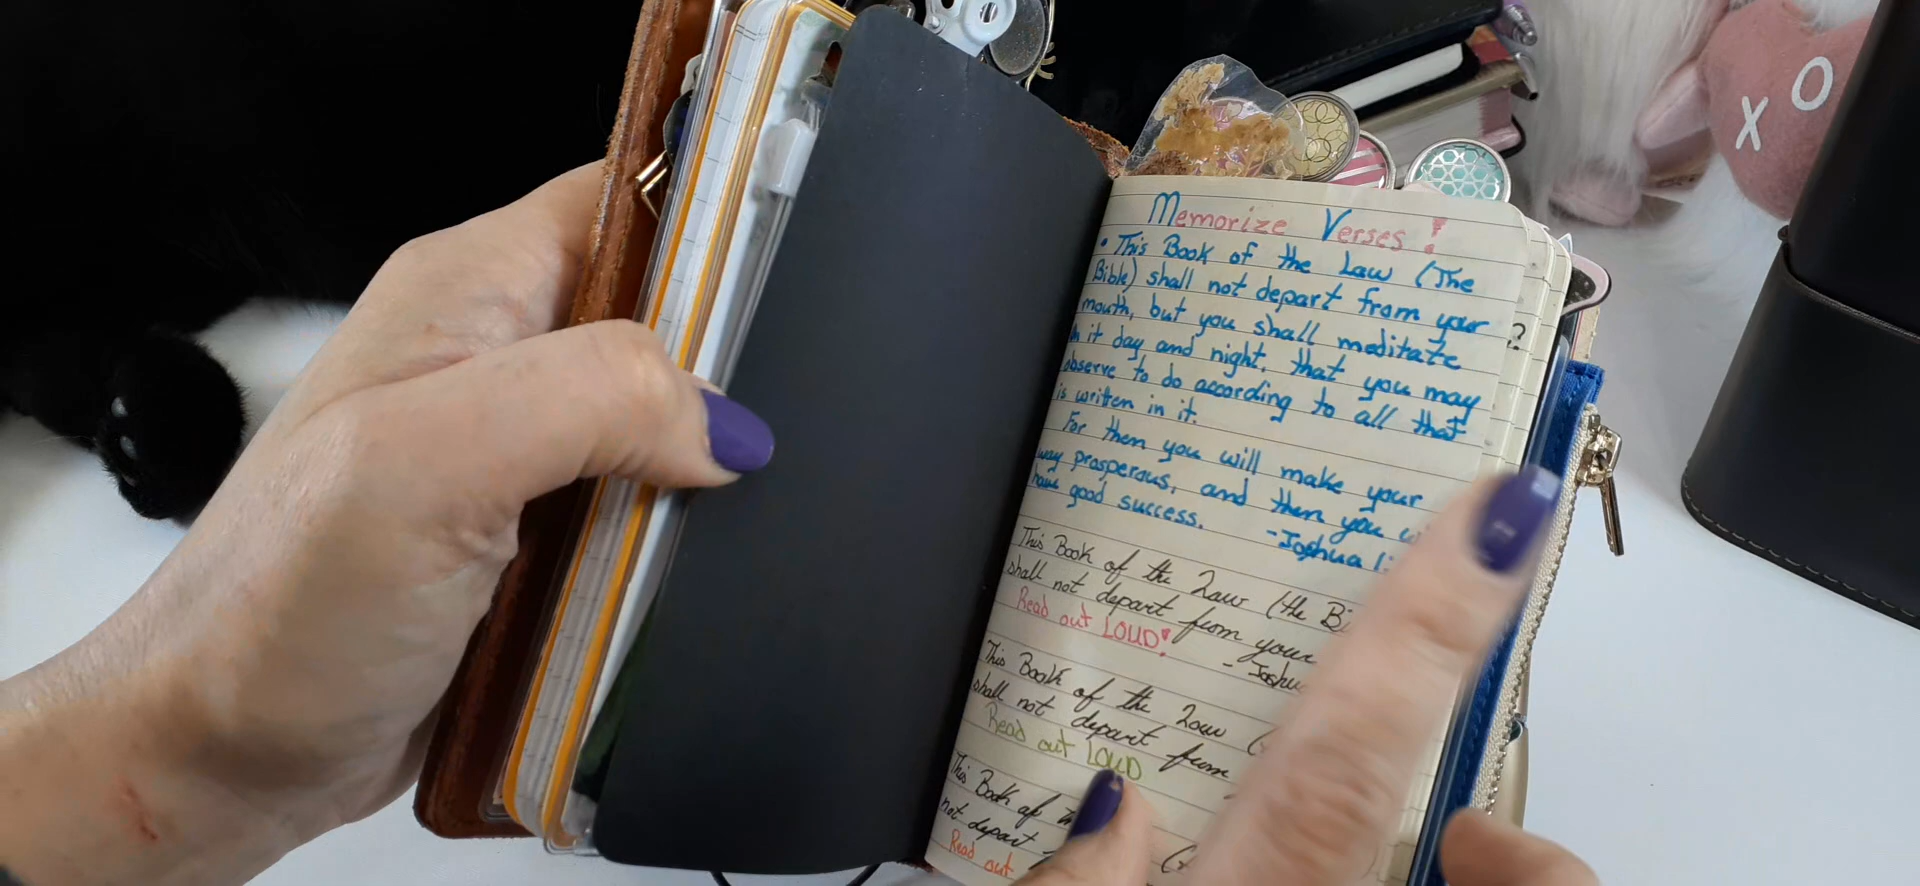 X O
Memorize Verses!
• This Book of the Law (The
Bible) shall not depart from your
mouth, but you shall meditate
it day and night, that you may
observe to do according to all that
is written in it.
For then you will make your
way prosperous, and then you
have good success.
-Joshua 1:
This Book of the Law (the Bi
shall not depart from your
Read out LOUD!
-Joshu
This Book of the Law (
shall not depart from
Read out LOUD
This Book of th
not depart
Read out
?